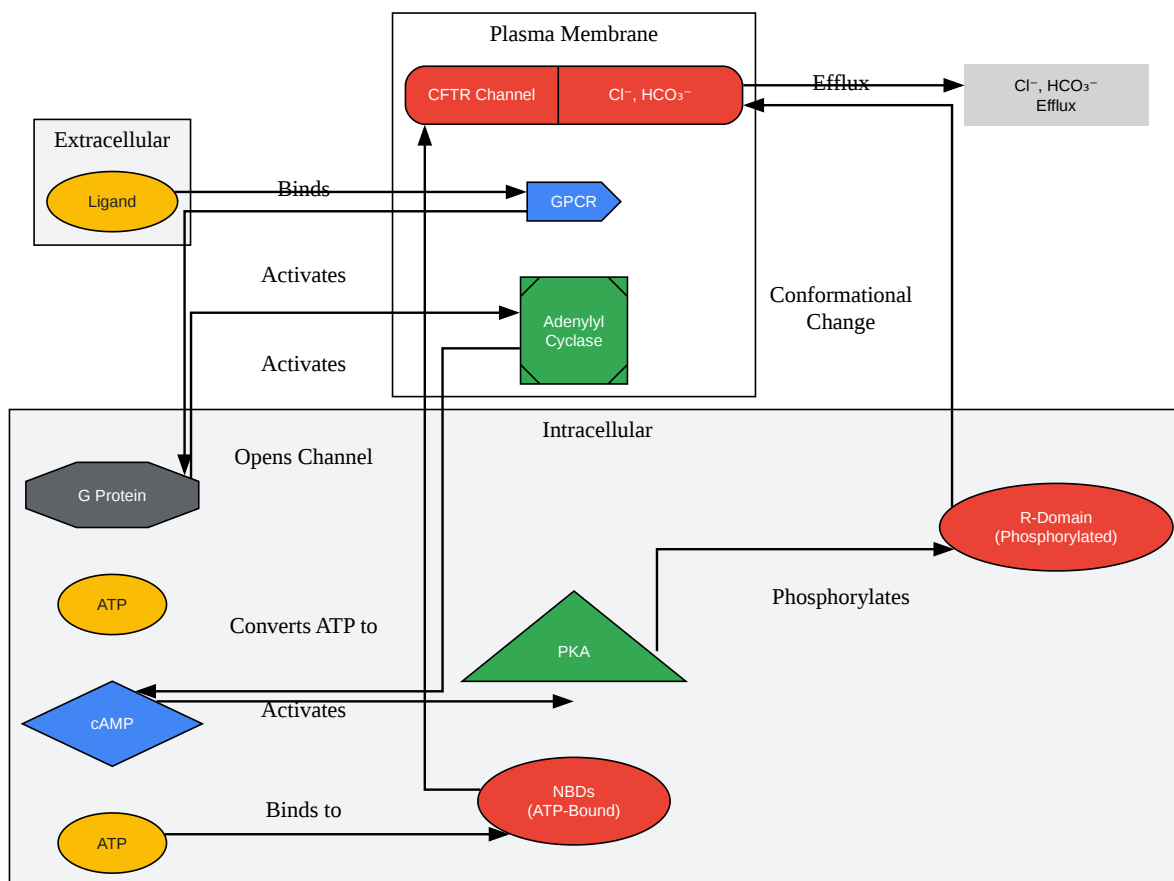 Plasma Membrane
CFTR Channel
Cl⁻, HCO₃⁻
Efflux
Cl⁻, HCO₃⁻
Efflux
Extracellular
Ligand
Binds
GPCR
Activates
Adenylyl
Cyclase
Conformational
Change
Activates
Intracellular
Opens Channel
G Protein
R-Domain
(Phosphorylated)
ATP
Phosphorylates
Converts ATP to
PKA
cAMP
Activates
NBDs
(ATP-Bound)
Binds to
ATP